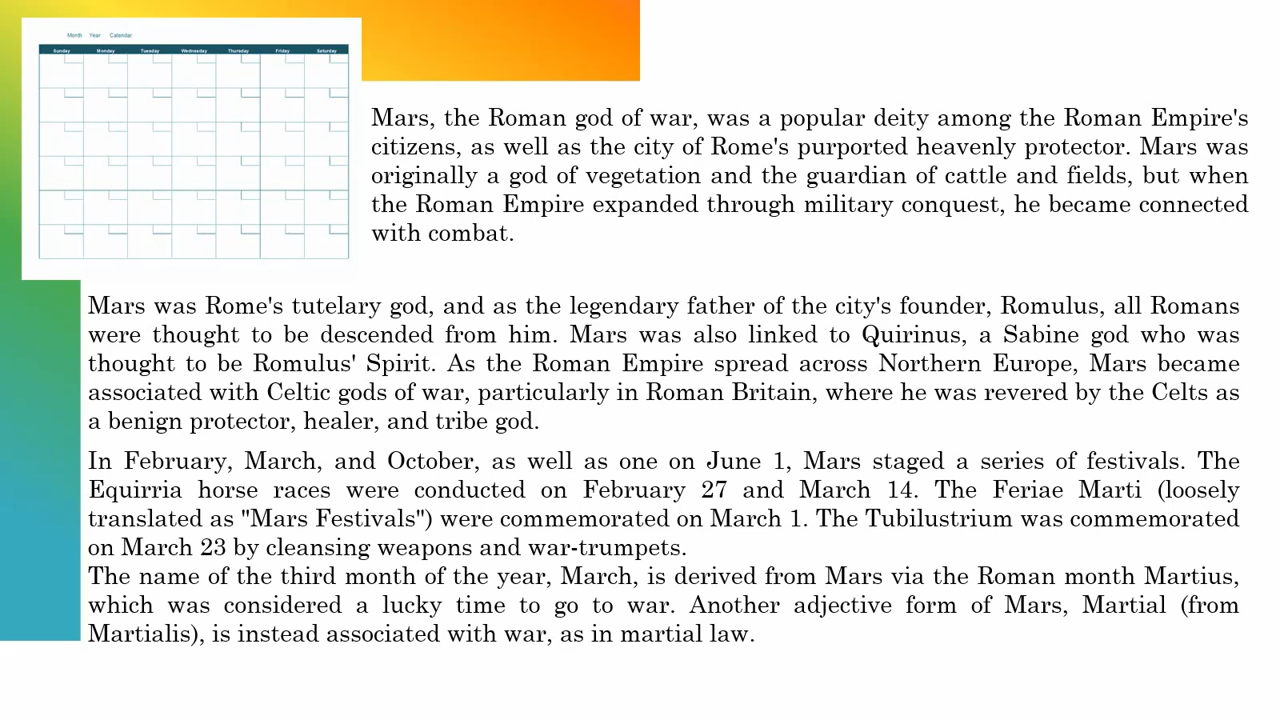 Month Year Calendar
Sunday Monday Tuesday Wednesday Thursday Friday Saturday
Mars, the Roman god of war, was a popular deity among the Roman Empire's
citizens, as well as the city of Rome's purported heavenly protector. Mars was
originally a god of vegetation and the guardian of cattle and fields, but when
the Roman Empire expanded through military conquest, he became connected
with combat.
Mars was Rome's tutelary god, and as the legendary father of the city's founder, Romulus, all Romans
were thought to be descended from him. Mars was also linked to Quirinus, a Sabine god who was
thought to be Romulus' Spirit. As the Roman Empire spread across Northern Europe, Mars became
associated with Celtic gods of war, particularly in Roman Britain, where he was revered by the Celts as
a benign protector, healer, and tribe god.
In February, March, and October, as well as one on June 1, Mars staged a series of festivals. The
Equirria horse races were conducted on February 27 and March 14. The Feriae Marti (loosely
translated as "Mars Festivals") were commemorated on March 1. The Tubilustrium was commemorated
on March 23 by cleansing weapons and war-trumpets.
The name of the third month of the year, March, is derived from Mars via the Roman month Martius,
which was considered a lucky time to go to war. Another adjective form of Mars, Martial (from
Martialis), is instead associated with war, as in martial law.